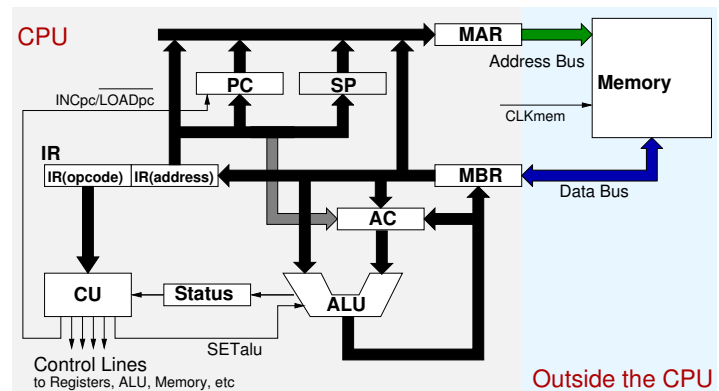 CPU
MAR
Address Bus
Memory
PC
SP
INCpc/LOADpc
CLKmem
IR
IR(opcode)
IR(address)
MBR
Data Bus
AC
CU
Status
ALU
SETalu
Control Lines
to Registers, ALU, Memory, etc
Outside the CPU